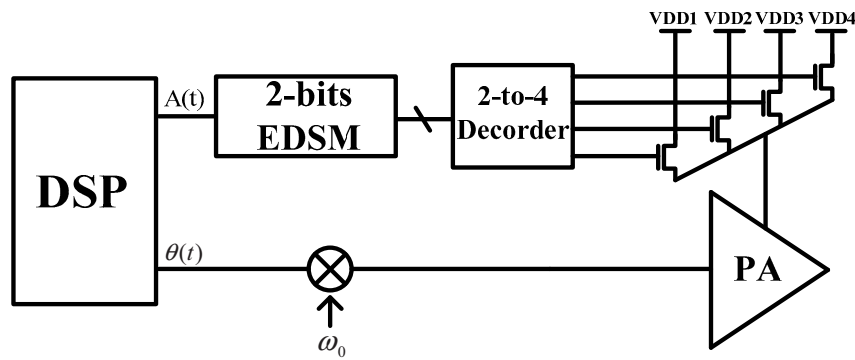 VDD1 VDD2 VDD3 VDD4
A(t)
2-bits
EDSM
2-to-4
Decorder
DSP
θ(t)
PA
ω0